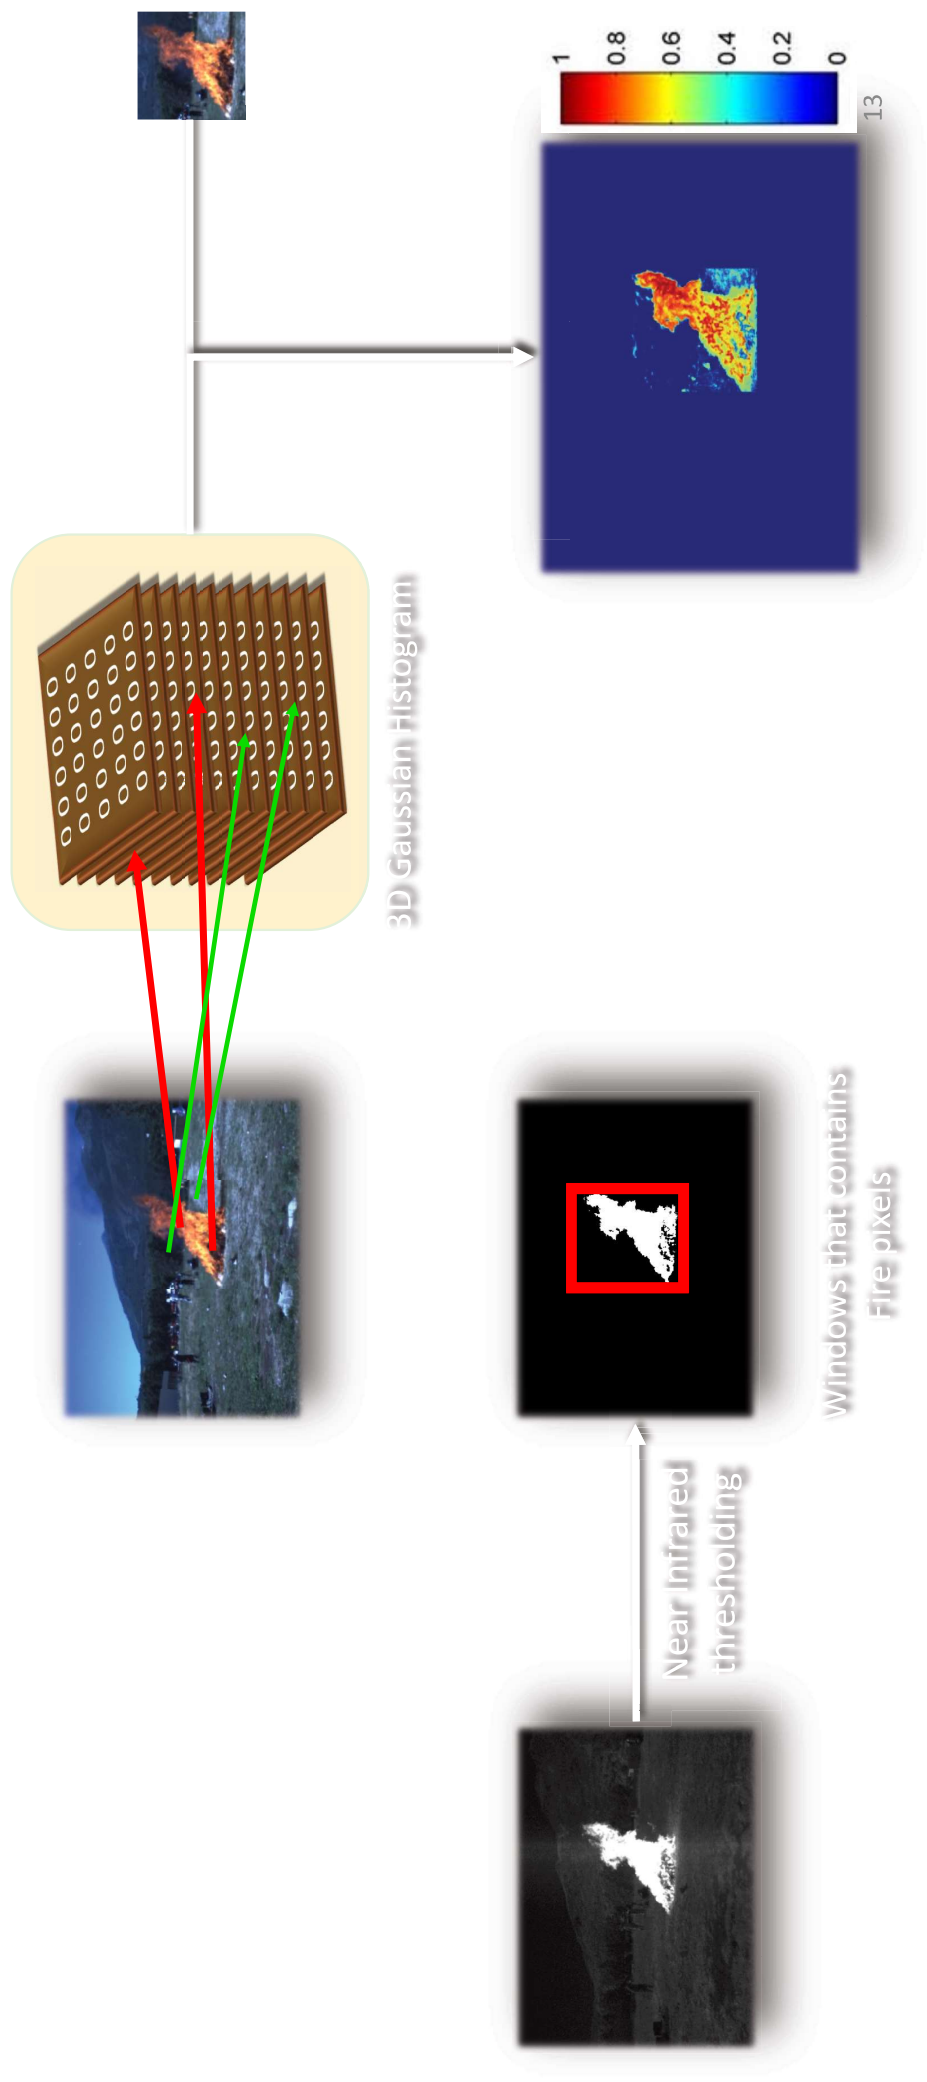 3D Gaussian Histogram
1
0.8
0.6
0.4
0.2
0
Near Infrared
thresholding
Windows that contains
Fire pixels
13